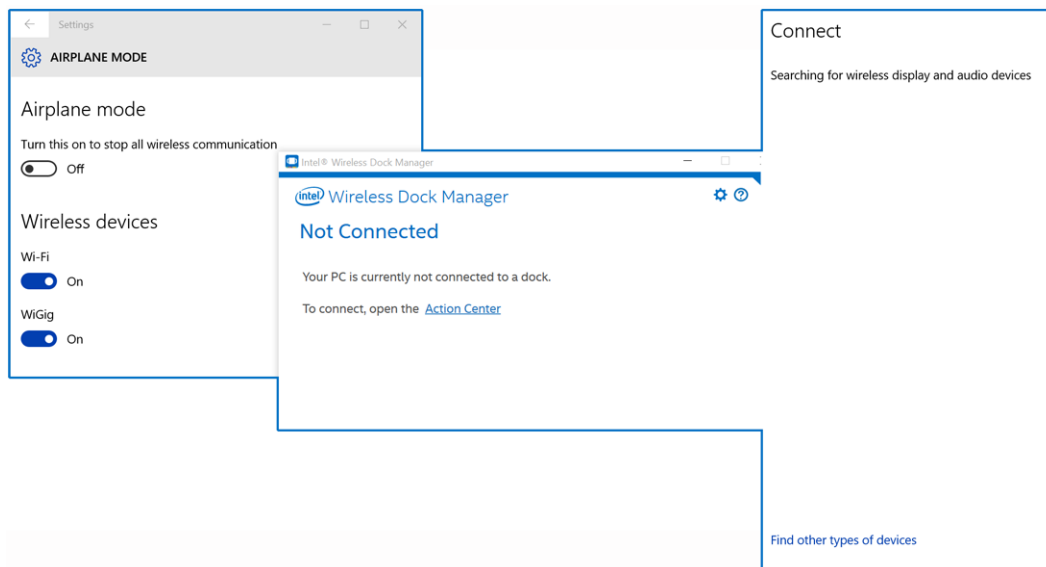 Settings
AIRPLANE MODE
Airplane mode
Turn this on to stop all wireless communication
Off
Wireless devices
Wi-Fi
On
WiGig
On
Intel® Wireless Dock Manager
intel Wireless Dock Manager
Not Connected
Your PC is currently not connected to a dock.
To connect, open the Action Center
Connect
Searching for wireless display and audio devices
Find other types of devices